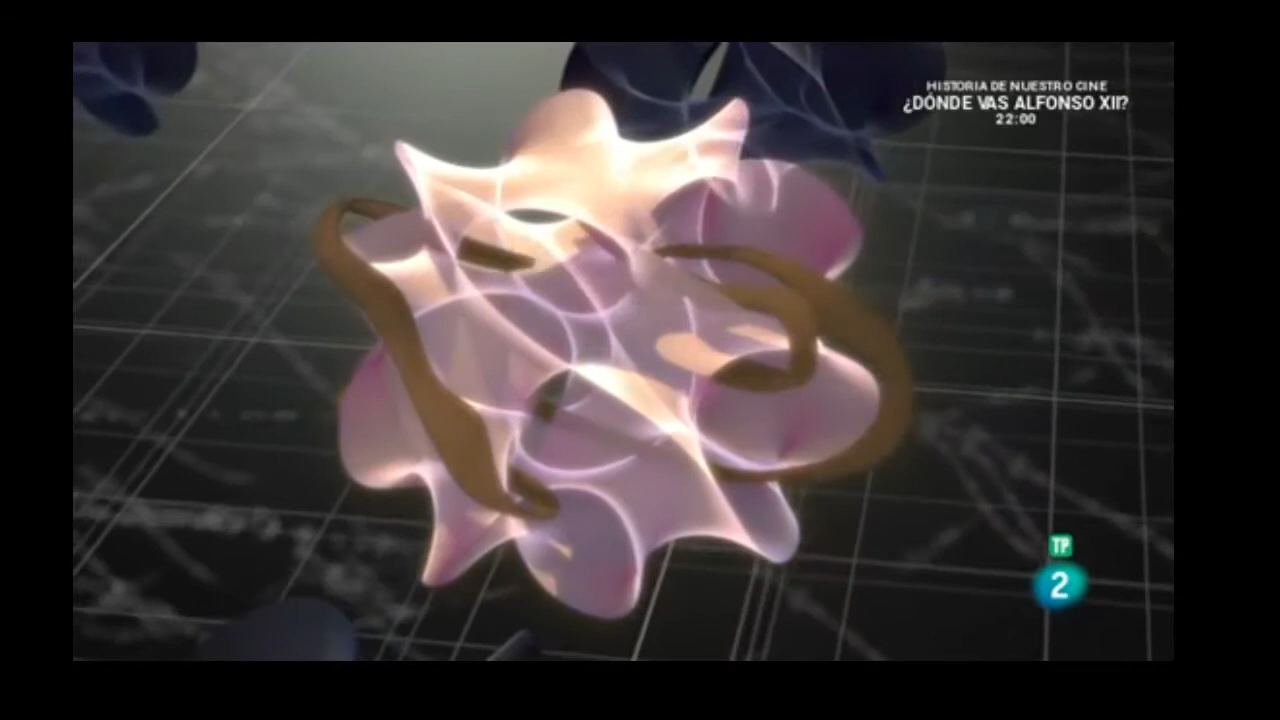 HISTORIA DE NUESTRO CINE
¿DÓNDE VAS ALFONSO XII?
22:00
TP
2